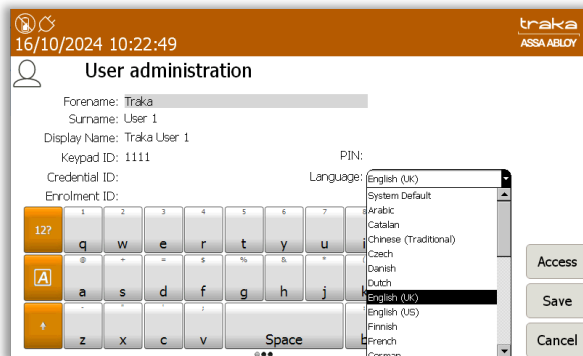 traka
16/10/2024 10:22:49
ASSA ABLOY
User administration
Forename: Traka
Surname: User 1
Display Name: Traka User 1
Keypad ID: 1111
PIN:
Credential ID:
Language: English (UK)
Enrolment ID:
System Default
Arabic
Catalan
Chinese (Traditional)
Czech
Danish
Dutch
English (UK)
English (US)
Finnish
French
German
12?
1 2 3 4 5 6 7 8
q w e r t y u i
@ + = $ % & * (
A
a s d f g h j k
z x c v Space b
Access
Save
Cancel